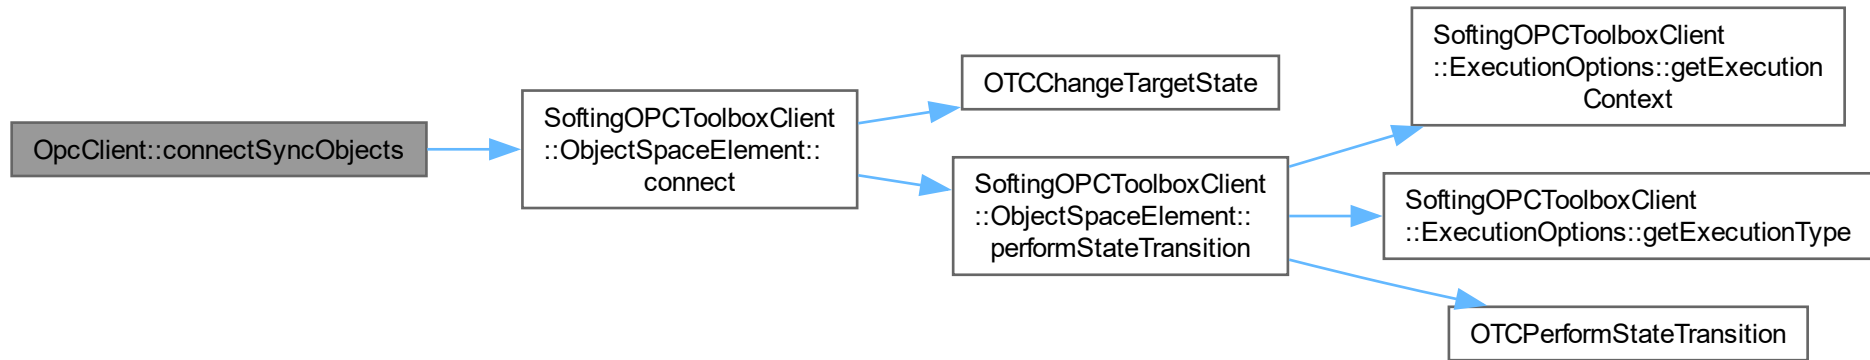 OpcClient::connectSyncObjects
SoftingOPCToolboxClient
::ObjectSpaceElement::
connect
OTCChangeTargetState
SoftingOPCToolboxClient
::ObjectSpaceElement::
performStateTransition
SoftingOPCToolboxClient
::ExecutionOptions::getExecution
Context
SoftingOPCToolboxClient
::ExecutionOptions::getExecutionType
OTCPerformStateTransition